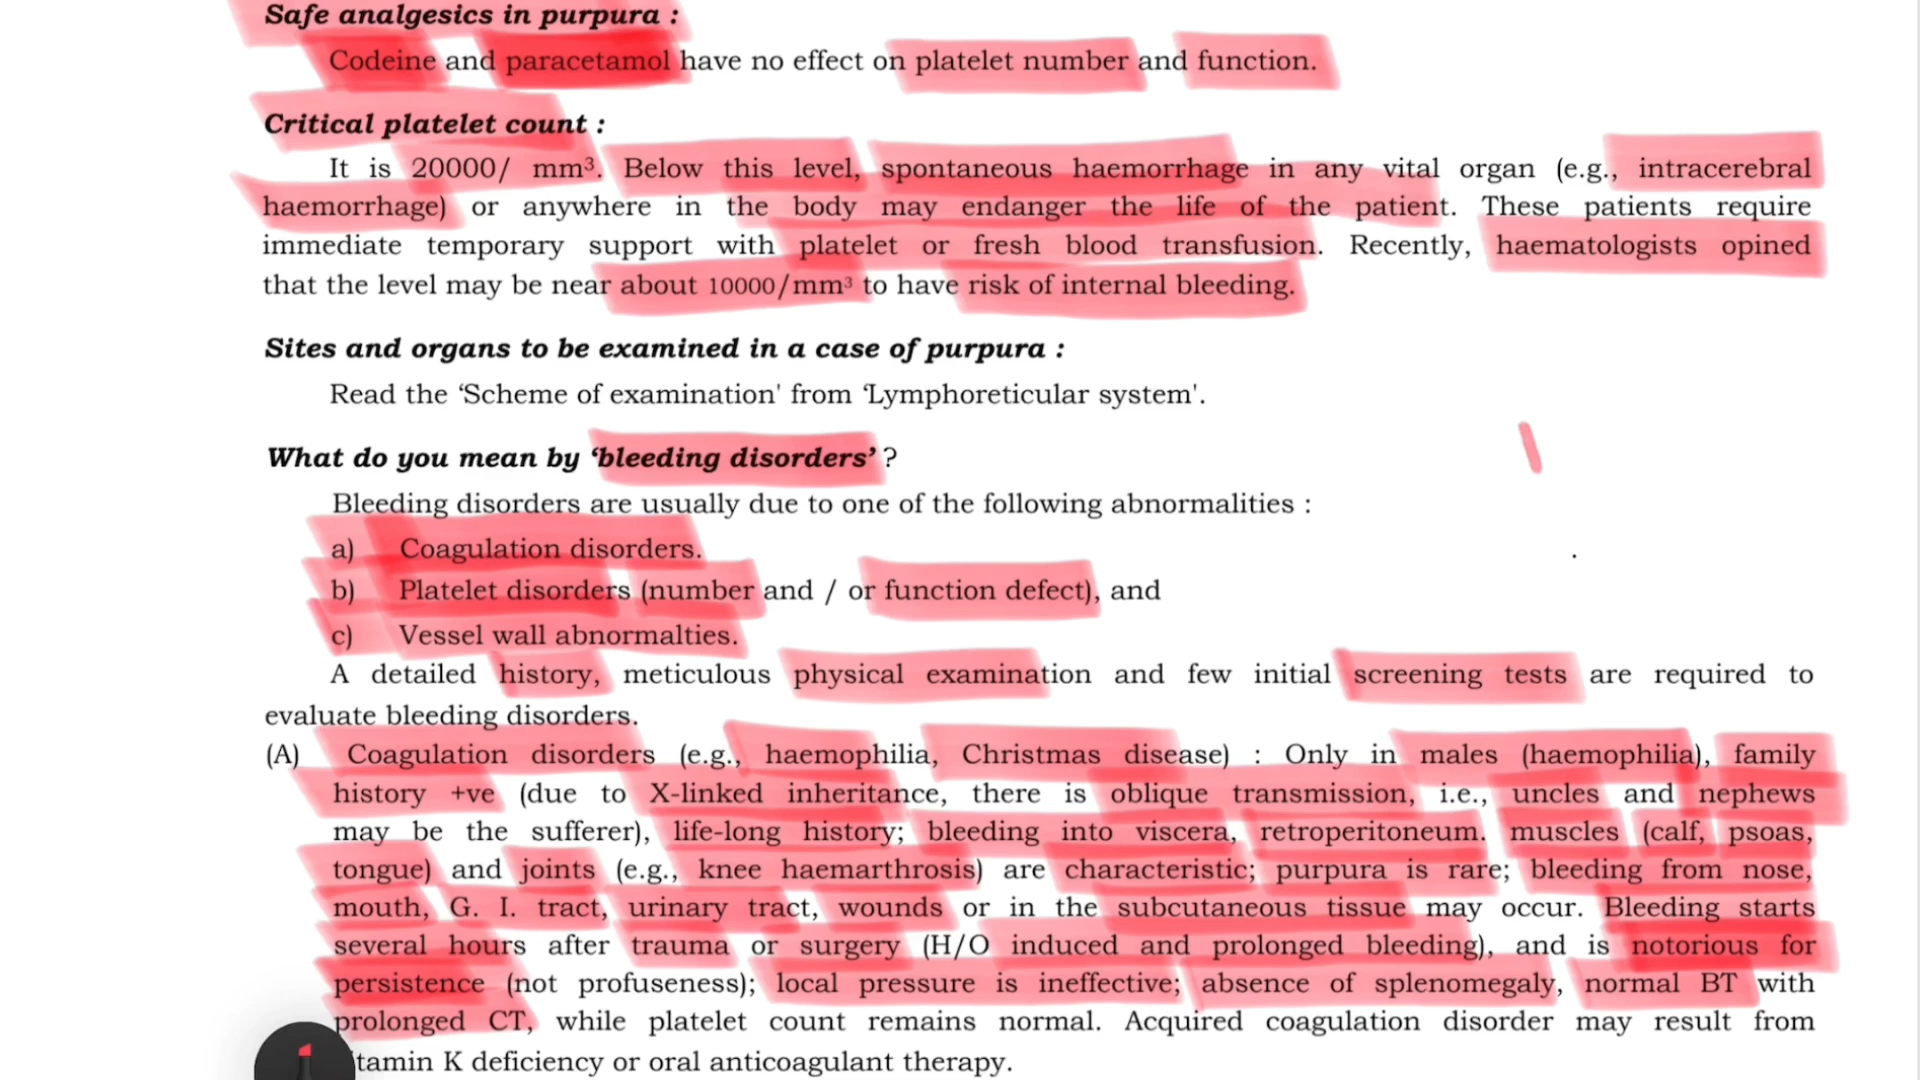 Safe analgesics in purpura :
Codeine and paracetamol have no effect on platelet number and function.
Critical platelet count :
It is 20000/ mm³. Below this level, spontaneous haemorrhage in any vital organ (e.g., intracerebral
haemorrhage) or anywhere in the body may endanger the life of the patient. These patients require
immediate temporary support with platelet or fresh blood transfusion. Recently, haematologists opined
that the level may be near about 10000/mm³ to have risk of internal bleeding.
Sites and organs to be examined in a case of purpura :
Read the ‘Scheme of examination' from ‘Lymphoreticular system'.
What do you mean by ‘bleeding disorders’ ?
Bleeding disorders are usually due to one of the following abnormalities :
a) Coagulation disorders.
b) Platelet disorders (number and / or function defect), and
c) Vessel wall abnormalties.
A detailed history, meticulous physical examination and few initial screening tests are required to
evaluate bleeding disorders.
(A) Coagulation disorders (e.g., haemophilia, Christmas disease) : Only in males (haemophilia), family
history +ve (due to X-linked inheritance, there is oblique transmission, i.e., uncles and nephews
may be the sufferer), life-long history; bleeding into viscera, retroperitoneum. muscles (calf, psoas,
tongue) and joints (e.g., knee haemarthrosis) are characteristic; purpura is rare; bleeding from nose,
mouth, G. I. tract, urinary tract, wounds or in the subcutaneous tissue may occur. Bleeding starts
several hours after trauma or surgery (H/O induced and prolonged bleeding), and is notorious for
persistence (not profuseness); local pressure is ineffective; absence of splenomegaly, normal BT with
prolonged CT, while platelet count remains normal. Acquired coagulation disorder may result from
itamin K deficiency or oral anticoagulant therapy.